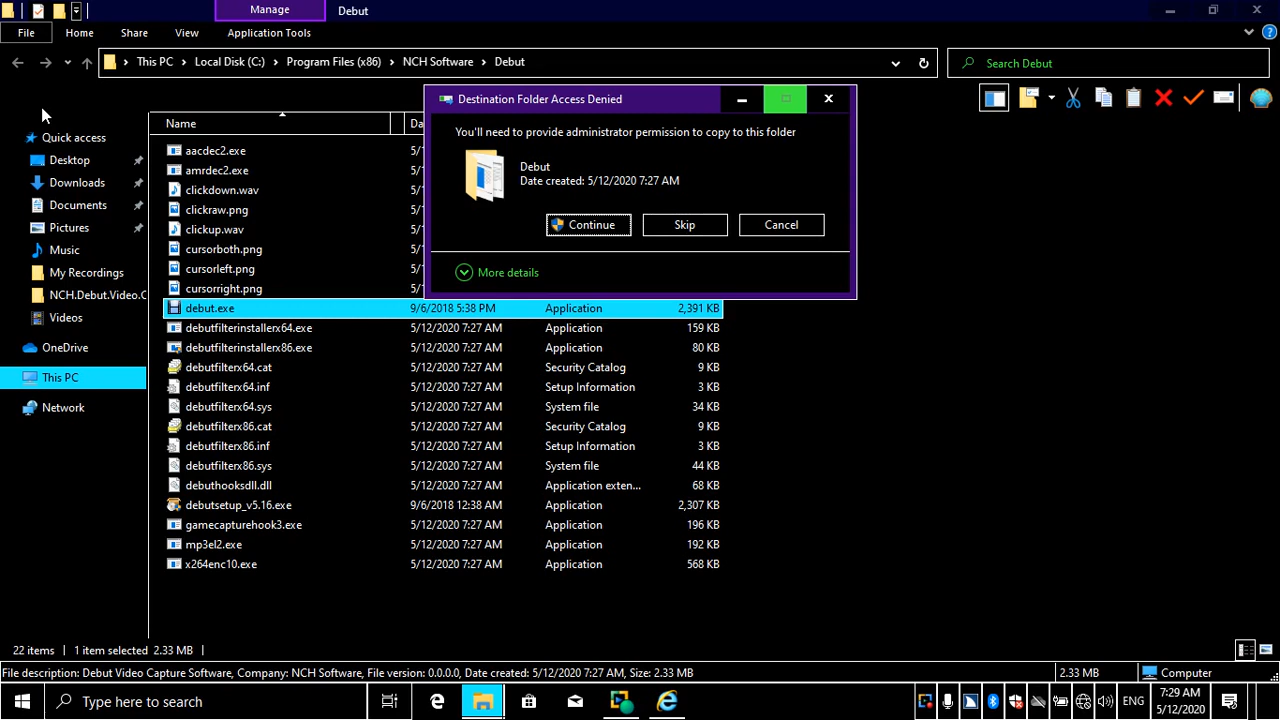 Manage
Debut
File
Home
Share
View
Application Tools
This PC
Local Disk (C:)
Program Files (x86)
NCH Software
Debut
Search Debut
Destination Folder Access Denied
You'll need to provide administrator permission to copy to this folder
Debut
Date created: 5/12/2020 7:27 AM
Continue
Skip
Cancel
More details
Quick access
Desktop
Downloads
Documents
Pictures
Music
My Recordings
NCH.Debut.Video.C
Videos
OneDrive
This PC
Network
Name
Da
aacdec2.exe 5/
amrdec2.exe 5/
clickdown.wav 5/
clickraw.png 5/
clickup.wav 5/
cursorboth.png 5/
cursorleft.png 5/
cursorright.png 5/
debut.exe 9/6/2018 5:38 PM Application 2,391 KB
debutfilterinstallerx64.exe 5/12/2020 7:27 AM Application 159 KB
debutfilterinstallerx86.exe 5/12/2020 7:27 AM Application 80 KB
debutfilterx64.cat 5/12/2020 7:27 AM Security Catalog 9 KB
debutfilterx64.inf 5/12/2020 7:27 AM Setup Information 3 KB
debutfilterx64.sys 5/12/2020 7:27 AM System file 34 KB
debutfilterx86.cat 5/12/2020 7:27 AM Security Catalog 9 KB
debutfilterx86.inf 5/12/2020 7:27 AM Setup Information 3 KB
debutfilterx86.sys 5/12/2020 7:27 AM System file 44 KB
debuthooksdll.dll 5/12/2020 7:27 AM Application exten... 68 KB
debutsetup_v5.16.exe 9/6/2018 12:38 AM Application 2,307 KB
gamecapturehook3.exe 5/12/2020 7:27 AM Application 196 KB
mp3el2.exe 5/12/2020 7:27 AM Application 192 KB
x264enc10.exe 5/12/2020 7:27 AM Application 568 KB
22 items
1 item selected 2.33 MB
File description: Debut Video Capture Software, Company: NCH Software, File version: 0.0.0.0, Date created: 5/12/2020 7:27 AM, Size: 2.33 MB
2.33 MB
Computer
Type here to search
ENG
7:29 AM
5/12/2020